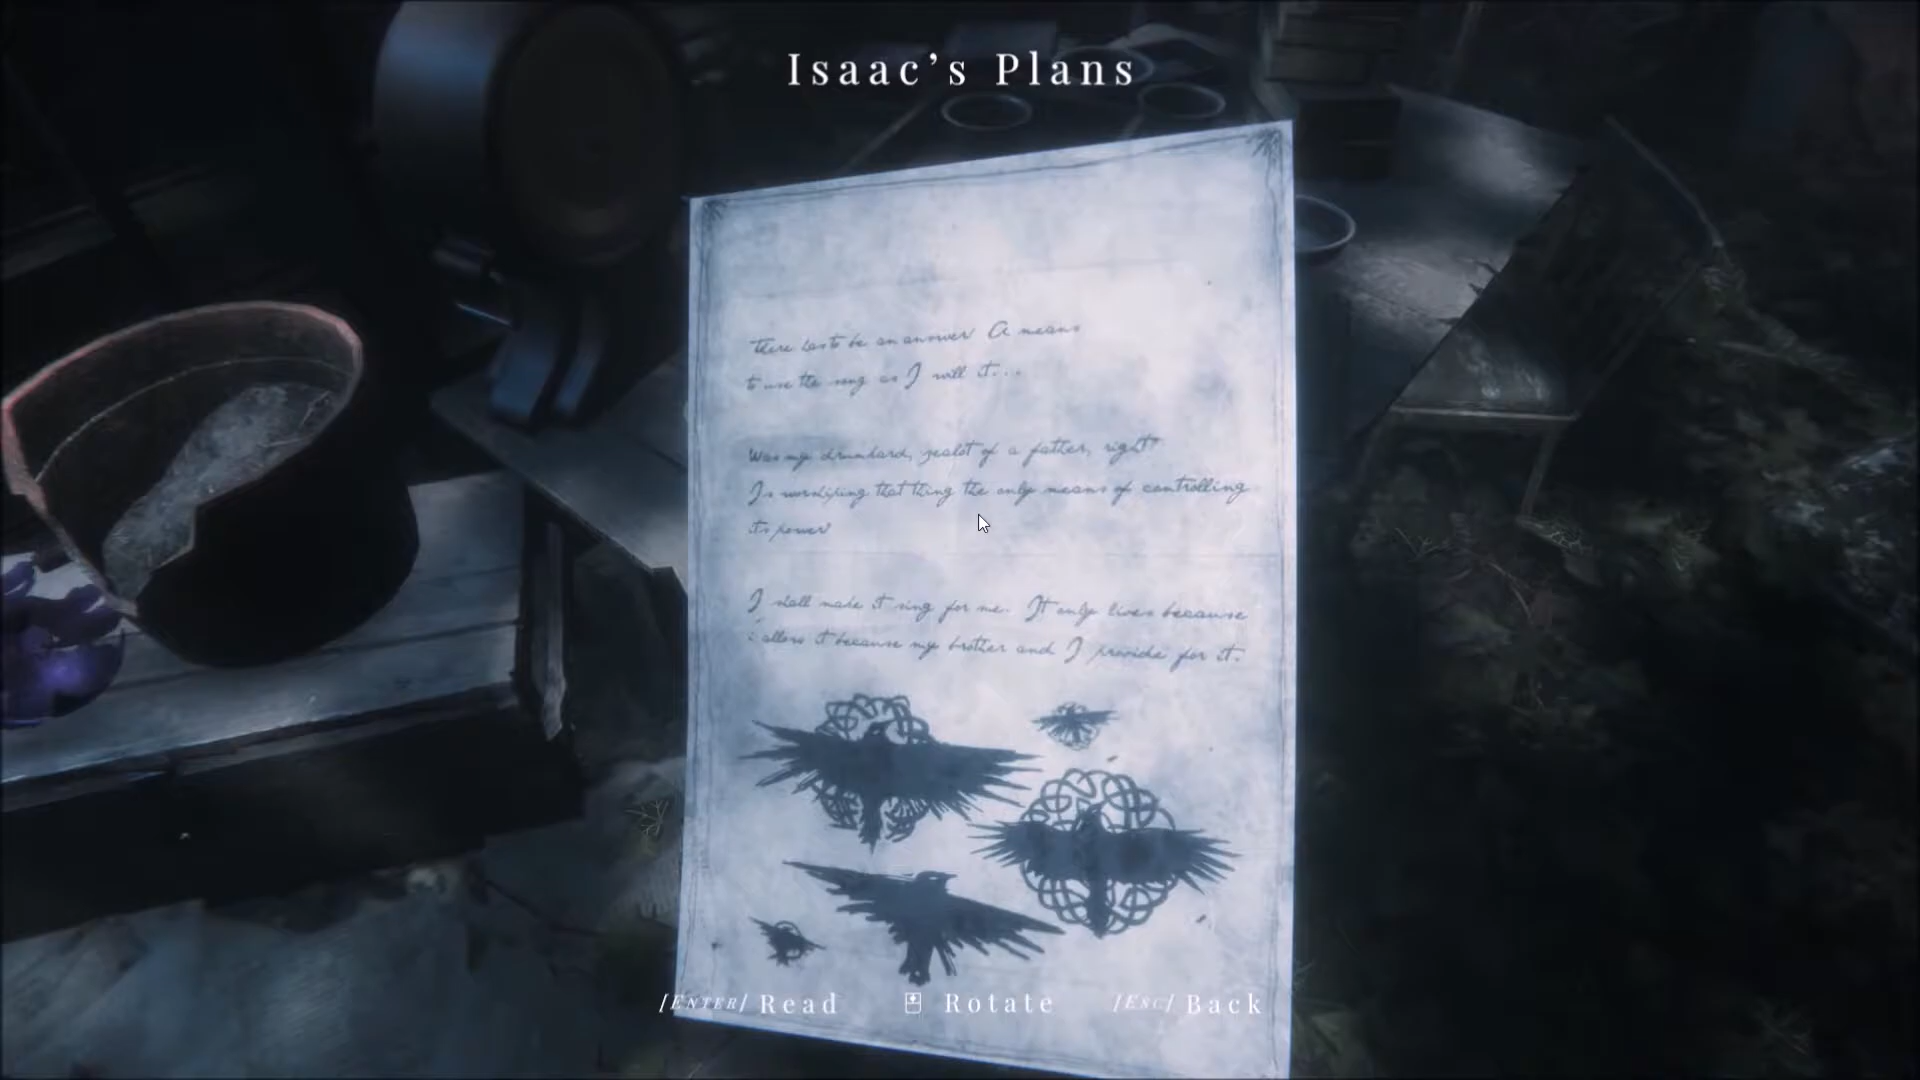 Isaac's Plans
There has to be an answer! A means
to use the song as I will it...
Was my drunkard, zealot of a father, right?
Is worshiping that thing the only means of controlling
its power?
I shall make it sing for me. It only lives because
i allow it because my brother and I provide for it.
[Enter] Read Rotate [Esc] Back